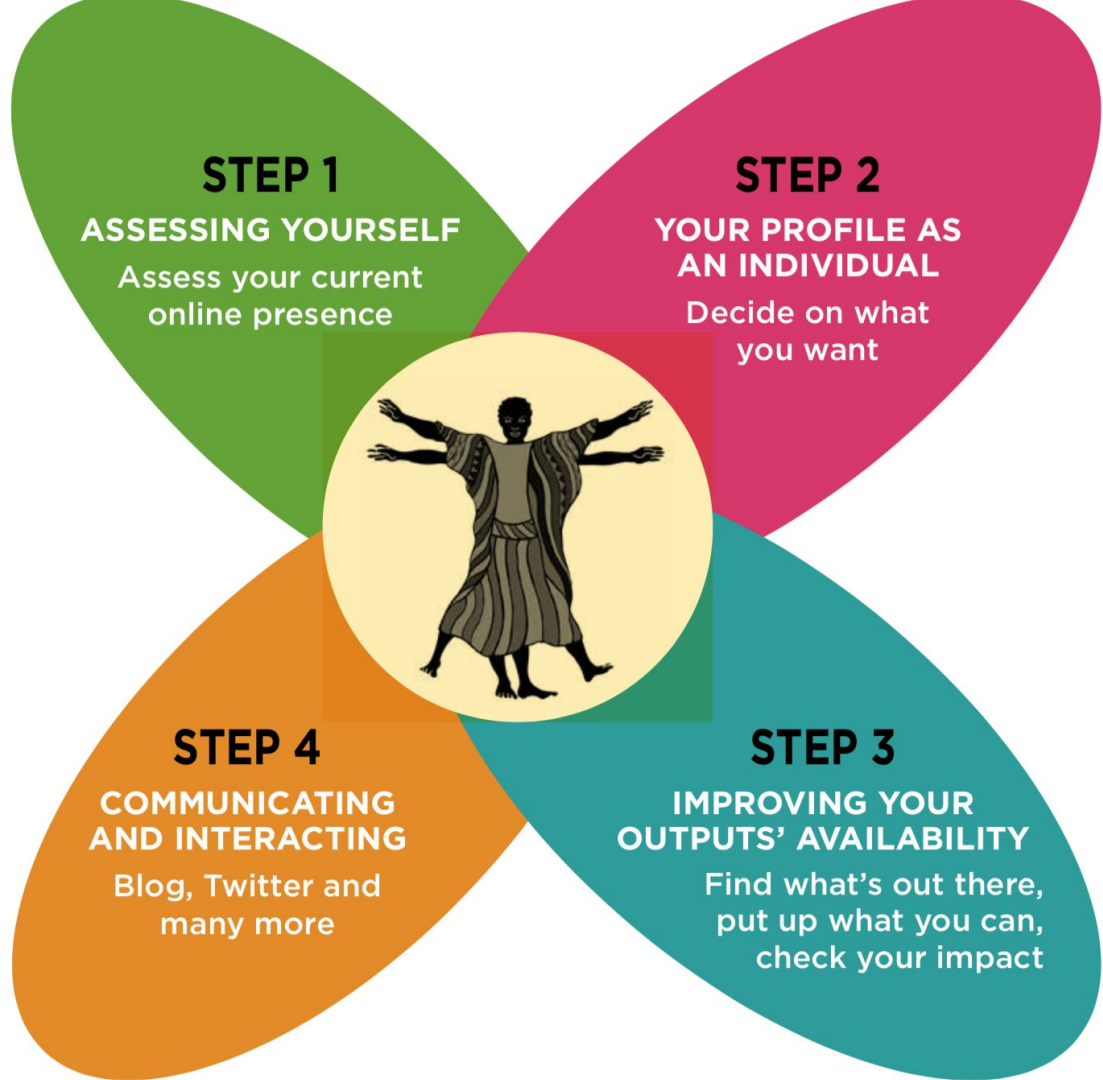 STEP 1
ASSESSING YOURSELF
Assess your current
online presence
STEP 2
YOUR PROFILE AS
AN INDIVIDUAL
Decide on what
you want
STEP 3
IMPROVING YOUR
OUTPUTS’ AVAILABILITY
Find what’s out there,
put up what you can,
check your impact
STEP 4
COMMUNICATING
AND INTERACTING
Blog, Twitter and
many more